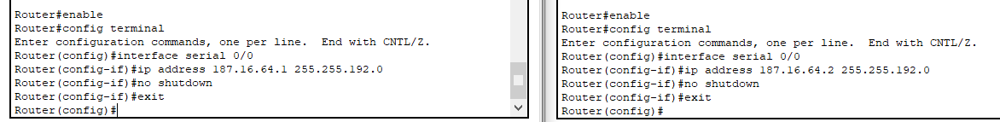 Router#enable
Router#config terminal
Enter configuration commands, one per line.  End with CNTL/Z.
Router(config)#interface serial 0/0
Router(config-if)#ip address 187.16.64.1 255.255.192.0
Router(config-if)#no shutdown
Router(config-if)#exit
Router(config)#
Router#enable
Router#config terminal
Enter configuration commands, one per line.  End with CNTL/Z.
Router(config)#interface serial 0/0
Router(config-if)#ip address 187.16.64.2 255.255.192.0
Router(config-if)#no shutdown
Router(config-if)#exit
Router(config)#